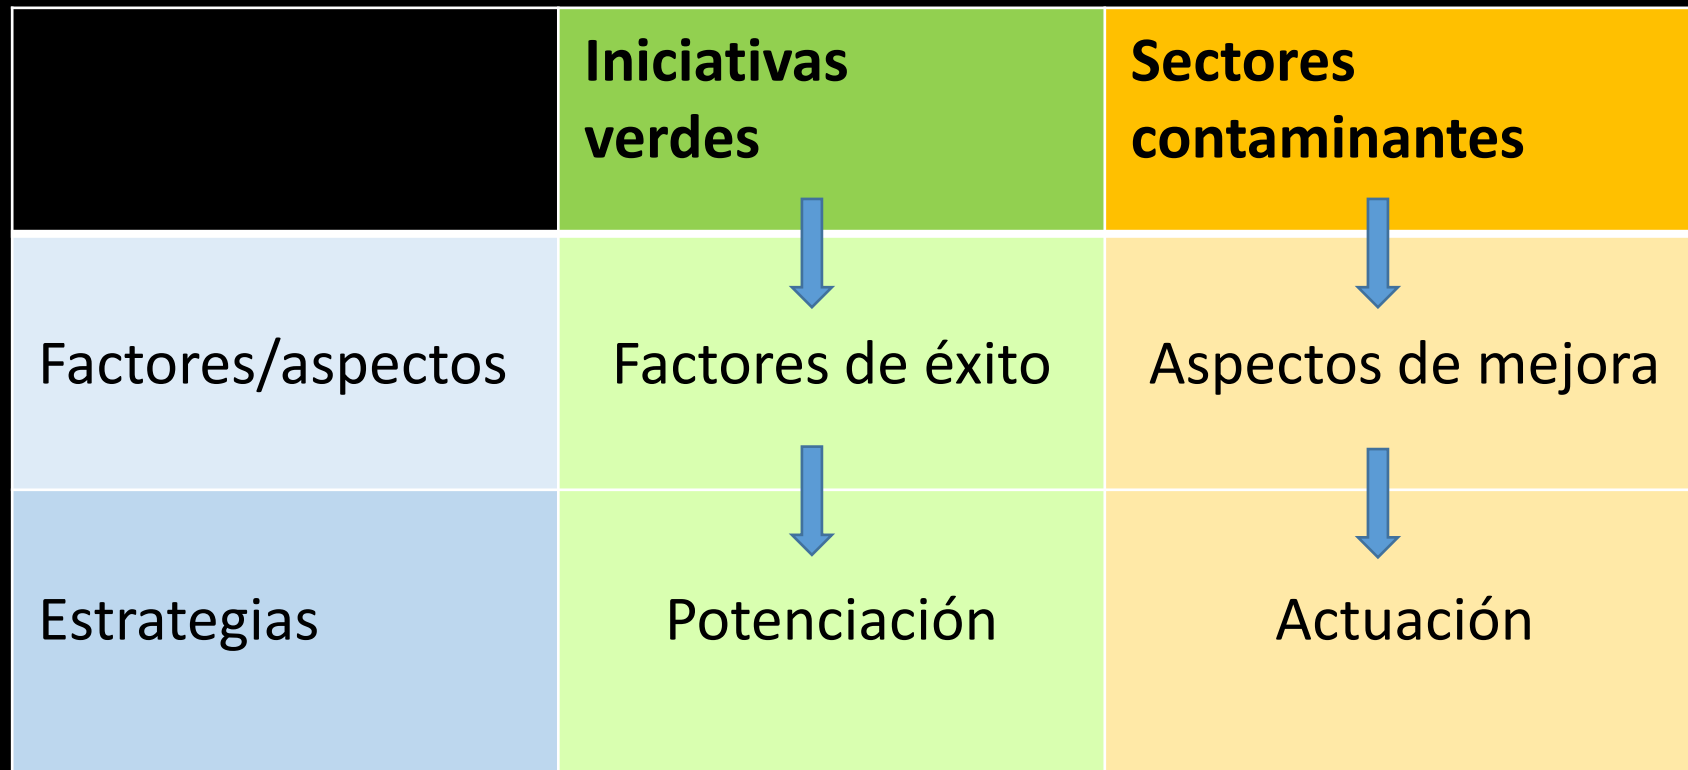 Iniciativas
verdes
Sectores
contaminantes
Factores/aspectos
Factores de éxito
Aspectos de mejora
Estrategias
Potenciación
Actuación